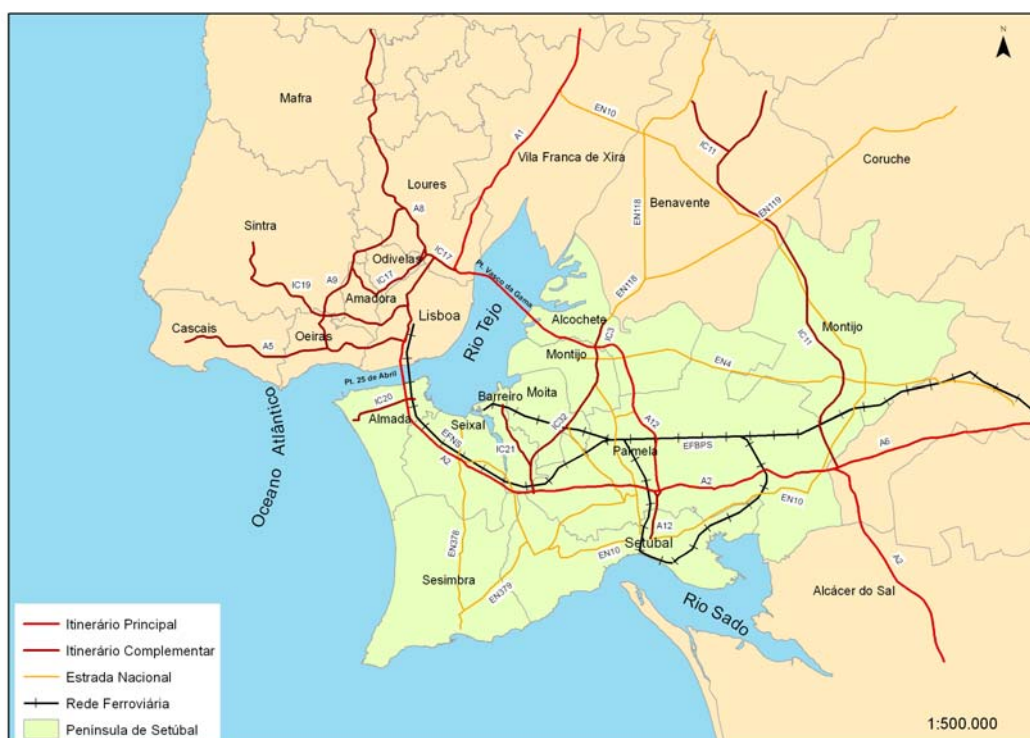 N
Mafra
A1
EN10
Vila Franca de Xira
IC11
Coruche
Loures
Benavente
EN118
EN119
A8
Sintra
Odivelas
IC17
IC17
A9
IC19
Amadora
Pt. Vasco da Gama
EN118
Lisboa
Rio Tejo
Alcochete
IC3
IC11
Montijo
Cascais
Oeiras
A5
Montijo
EN4
Pt. 25 de Abril
IC20
Almada
Barreiro
Moita
Seixal
EFNS
IC32
A12
IC21
Palmela
EFBPS
A6
A2
A2
Oceano Atlântico
EN10
A12
EN378
Setúbal
EN10
Sesimbra
EN379
A2
Alcácer do Sal
Rio Sado
Itinerário Principal
Itinerário Complementar
Estrada Nacional
Rede Ferroviária
Península de Setúbal
1:500.000